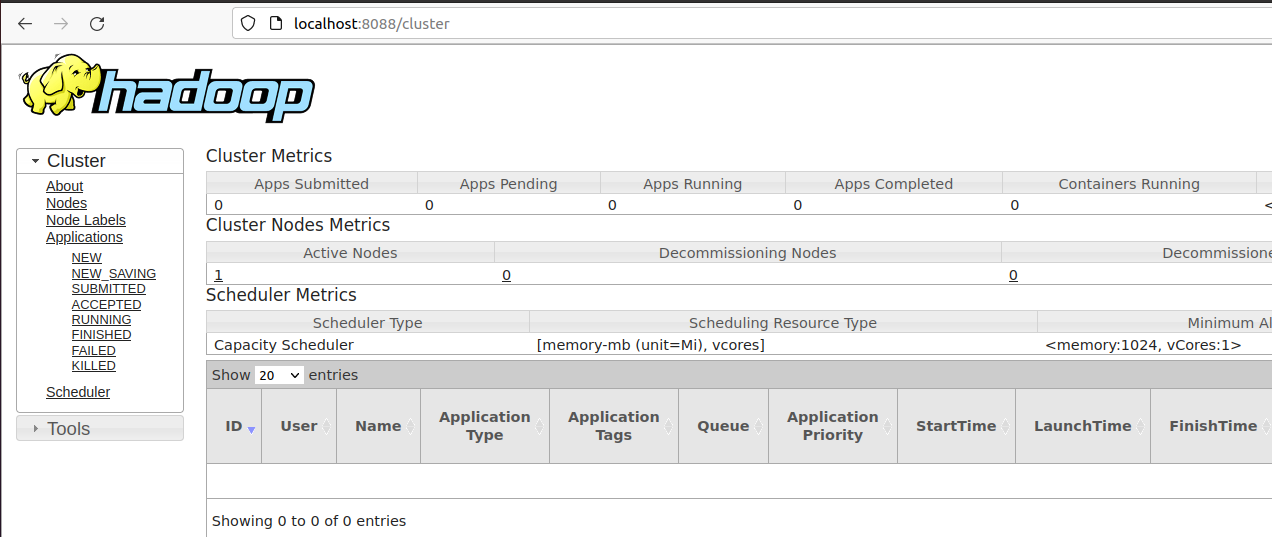 localhost:8088/cluster
hadoop
Cluster
About
Nodes
Node Labels
Applications
NEW
NEW_SAVING
SUBMITTED
ACCEPTED
RUNNING
FINISHED
FAILED
KILLED
Scheduler
Tools
Cluster Metrics
Apps Submitted Apps Pending Apps Running Apps Completed Containers Running
0 0 0 0 0 <
Cluster Nodes Metrics
Active Nodes Decommissioning Nodes Decommissione
1 0 0
Scheduler Metrics
Scheduler Type Scheduling Resource Type Minimum Al
Capacity Scheduler [memory-mb (unit=Mi), vcores] <memory:1024, vCores:1>
Show 20 entries
ID User Name Application Type Application Tags Queue Application Priority StartTime LaunchTime FinishTime
Showing 0 to 0 of 0 entries